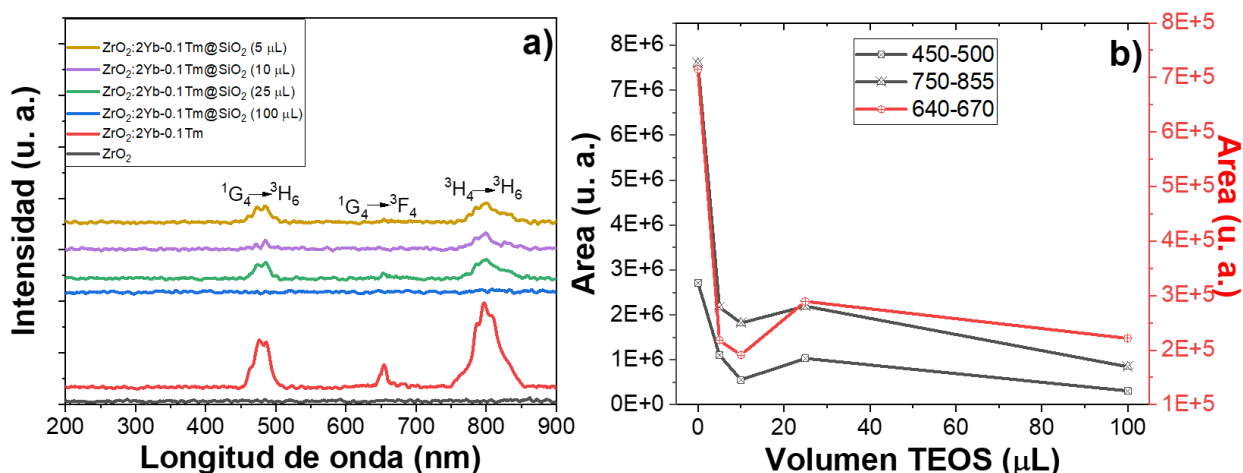 a)
ZrO₂:2Yb-0.1Tm@SiO₂ (5 μL)
ZrO₂:2Yb-0.1Tm@SiO₂ (10 μL)
ZrO₂:2Yb-0.1Tm@SiO₂ (25 μL)
ZrO₂:2Yb-0.1Tm@SiO₂ (100 μL)
ZrO₂:2Yb-0.1Tm
ZrO₂
¹G₄→³H₆
¹G₄→³F₄
³H₄→³H₆
Intensidad (u. a.)
200 300 400 500 600 700 800 900
Longitud de onda (nm)
b)
450-500
750-855
640-670
8E+6
7E+6
6E+6
5E+6
4E+6
3E+6
2E+6
1E+6
0E+0
Area (u. a.)
8E+5
7E+5
6E+5
5E+5
4E+5
3E+5
2E+5
1E+5
Area
(u. a.)
0 20 40 60 80 100
Volumen TEOS (μL)